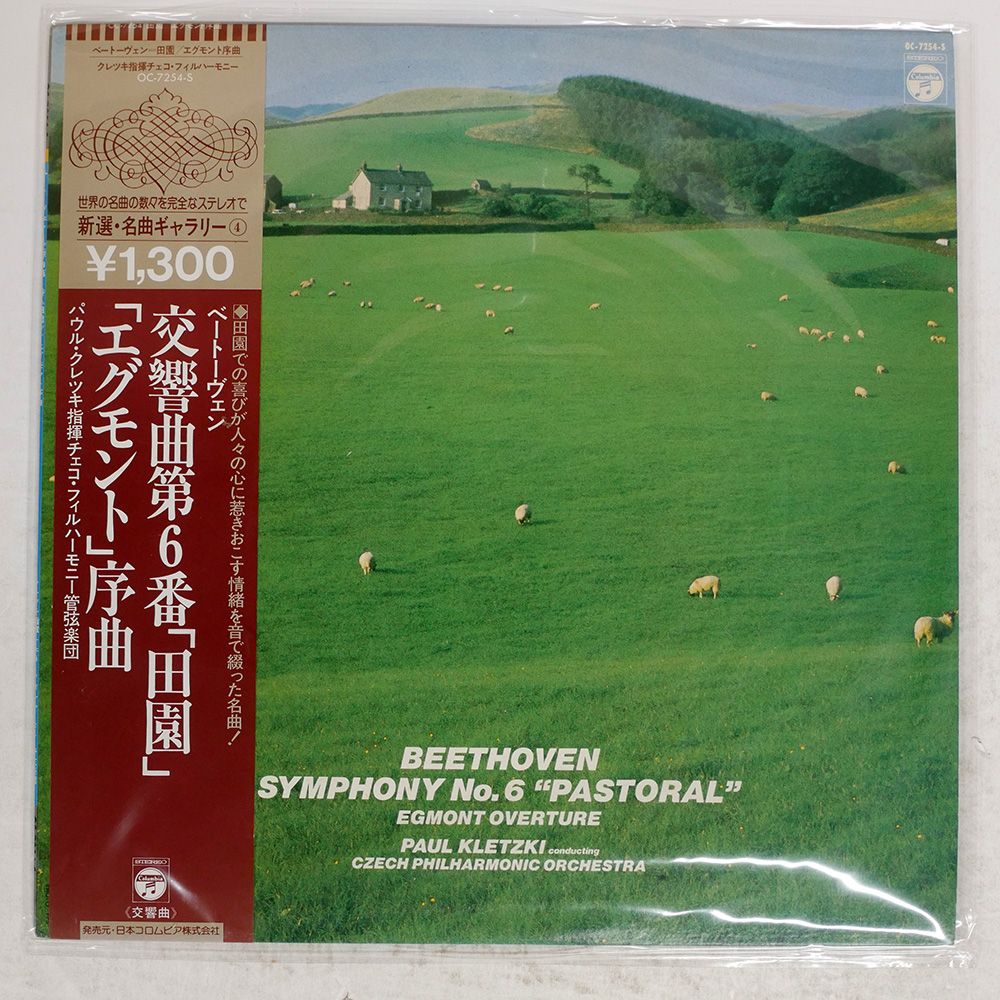 OC-7254-S
ベートーヴェン=田園/エグモント序曲
クレツキ指揮チェコ・フィルハーモニー
OC-7254-S
世界の名曲の数々を完全なステレオで
新選・名曲ギャラリー④
¥1,300
◆田園での喜びが人々の心に惹きおこす情緒を音で綴った名曲!
ベートーヴェン
交響曲第6番「田園」
「エグモント」序曲
パウル・クレツキ指揮チェコ・フィルハーモニー管弦楽団
STEREO
Columbia
《交響曲》
発売元・日本コロムビア株式会社
STEREO
Columbia
BEETHOVEN
SYMPHONY No. 6 “PASTORAL”
EGMONT OVERTURE
PAUL KLETZKI conducting
CZECH PHILHARMONIC ORCHESTRA